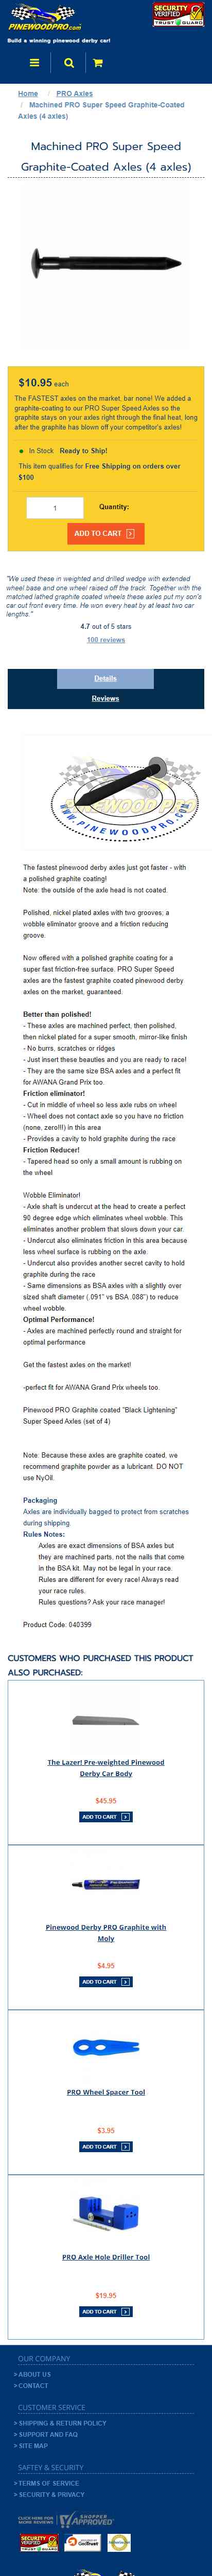 PINEWOODPRO.com
Build a winning pinewood derby car!
SECURITY
VERIFIED
TRUST GUARD
Home / PRO Axles
/ Machined PRO Super Speed Graphite-Coated
Axles (4 axles)
Machined PRO Super Speed
Graphite-Coated Axles (4 axles)
$10.95 each
The FASTEST axles on the market, bar none! We added a
graphite-coating to our PRO Super Speed Axles so the
graphite stays on your axles right through the final heat, long
after the graphite has blown off your competitor's axles!
In Stock Ready to Ship!
This item qualifies for Free Shipping on orders over
$100
1 Quantity:
ADD TO CART
"We used these in weighted and drilled wedge with extended
wheel base and one wheel raised off the track. Together with the
matched lathed graphite coated wheels these axles put my son's
car out front every time. He won every heat by at least two car
lengths."
4.7 out of 5 stars
100 reviews
Details
Reviews
PINEWOOD PRO
WWW.PINEWOODPRO.COM
The fastest pinewood derby axles just got faster - with
a polished graphite coating!
Note: the outside of the axle head is not coated.
Polished, nickel plated axles with two grooves; a
wobble eliminator groove and a friction reducing
groove.
Now offered with a polished graphite coating for a
super fast friction-free surface. PRO Super Speed
axles are the fastest graphite coated pinewood derby
axles on the market, guaranteed.
Better than polished!
- These axles are machined perfect, then polished,
then nickel plated for a super smooth, mirror-like finish
- No burrs, scratches or ridges
- Just insert these beauties and you are ready to race!
- They are the same size BSA axles and a perfect fit
for AWANA Grand Prix too.
Friction eliminator!
- Cut in middle of wheel so less axle rubs on wheel
- Wheel does not contact axle so you have no friction
(none, zero!!!) in this area
- Provides a cavity to hold graphite during the race
Friction Reducer!
- Tapered head so only a small amount is rubbing on
the wheel
Wobble Eliminator!
- Axle shaft is undercut at the head to create a perfect
90 degree edge which eliminates wheel wobble. This
eliminates another problem that slows down your car.
- Undercut also eliminates friction in this area because
less wheel surface is rubbing on the axle.
- Undercut also provides another secret cavity to hold
graphite during the race
- Same dimensions as BSA axles with a slightly over
sized shaft diameter (.091" vs BSA .088") to reduce
wheel wobble.
Optimal Performance!
- Axles are machined perfectly round and straight for
optimal performance
Get the fastest axles on the market!
-perfect fit for AWANA Grand Prix wheels too.
Pinewood PRO Graphite coated "Black Lightening"
Super Speed Axles (set of 4)
Note: Because these axles are graphite coated, we
recommend graphite powder as a lubricant. DO NOT
use NyOil.
Packaging
Axles are individually bagged to protect from scratches
during shipping.
Rules Notes:
Axles are exact dimensions of BSA axles but
they are machined parts, not the nails that come
in the BSA kit. May not be legal in your race.
Rules are different for every race! Always read
your race rules.
Rules questions? Ask your race manager!
Product Code: 040399
CUSTOMERS WHO PURCHASED THIS PRODUCT
ALSO PURCHASED:
The Lazer! Pre-weighted Pinewood
Derby Car Body
$45.95
ADD TO CART
Pinewood Derby PRO Graphite with
Moly
$4.95
ADD TO CART
PRO Wheel Spacer Tool
$3.95
ADD TO CART
PRO Axle Hole Driller Tool
$19.95
ADD TO CART
OUR COMPANY
> ABOUT US
> CONTACT
CUSTOMER SERVICE
> SHIPPING & RETURN POLICY
> SUPPORT AND FAQ
> SITE MAP
SAFTEY & SECURITY
> TERMS OF SERVICE
> SECURITY & PRIVACY
CLICK HERE FOR
MORE REVIEWS
SHOPPER
APPROVED
SECURITY
VERIFIED
TRUST GUARD
GeoTrust